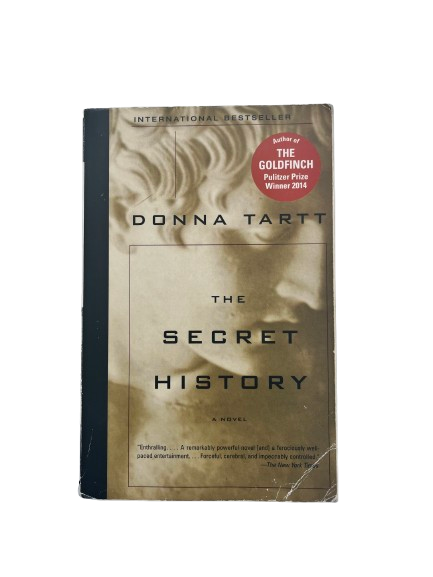 INTERNATIONAL BESTSELLER
Author of
THE
GOLDFINCH
Pulitzer Prize
Winner 2014
DONNA TARTT
THE
SECRET
HISTORY
A NOVEL
"Enthralling. . . . A remarkably powerful novel [and] a ferociously well-
paced entertainment. . . . Forceful, cerebral, and impeccably controlled."
—The New York Times